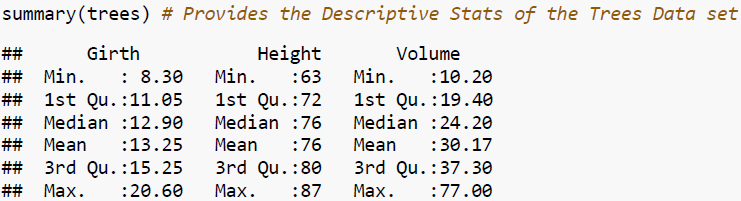 summary(trees) # Provides the Descriptive Stats of the Trees Data set
##      Girth           Height       Volume
##  Min.   : 8.30   Min.   :63   Min.   :10.20
##  1st Qu.:11.05   1st Qu.:72   1st Qu.:19.40
##  Median :12.90   Median :76   Median :24.20
##  Mean   :13.25   Mean   :76   Mean   :30.17
##  3rd Qu.:15.25   3rd Qu.:80   3rd Qu.:37.30
##  Max.   :20.60   Max.   :87   Max.   :77.00